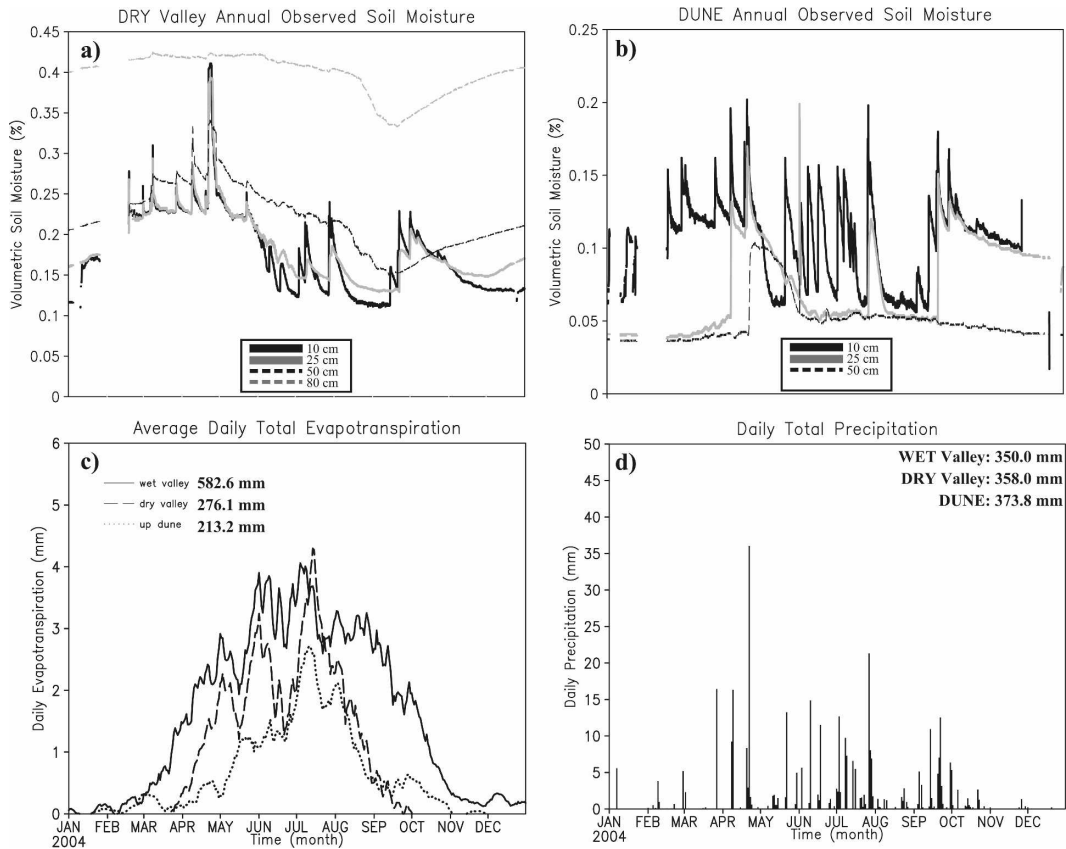 DRY Valley Annual Observed Soil Moisture
a)
Volumetric Soil Moisture (%)
0.45
0.4
0.35
0.3
0.25
0.2
0.15
0.1
0.05
0
10 cm
25 cm
50 cm
80 cm
DUNE Annual Observed Soil Moisture
b)
Volumetric Soil Moisture (%)
0.25
0.2
0.15
0.1
0.05
0
10 cm
25 cm
50 cm
Average Daily Total Evapotranspiration
c)
Daily Evapotranspiration (mm)
6
5
4
3
2
1
0
wet valley 582.6 mm
dry valley 276.1 mm
up dune 213.2 mm
JAN FEB MAR APR MAY JUN JUL AUG SEP OCT NOV DEC
2004
Time (month)
Daily Total Precipitation
d)
WET Valley: 350.0 mm
DRY Valley: 358.0 mm
DUNE: 373.8 mm
Daily Precipitation (mm)
50
45
40
35
30
25
20
15
10
5
0
JAN FEB MAR APR MAY JUN JUL AUG SEP OCT NOV DEC
2004
Time (month)